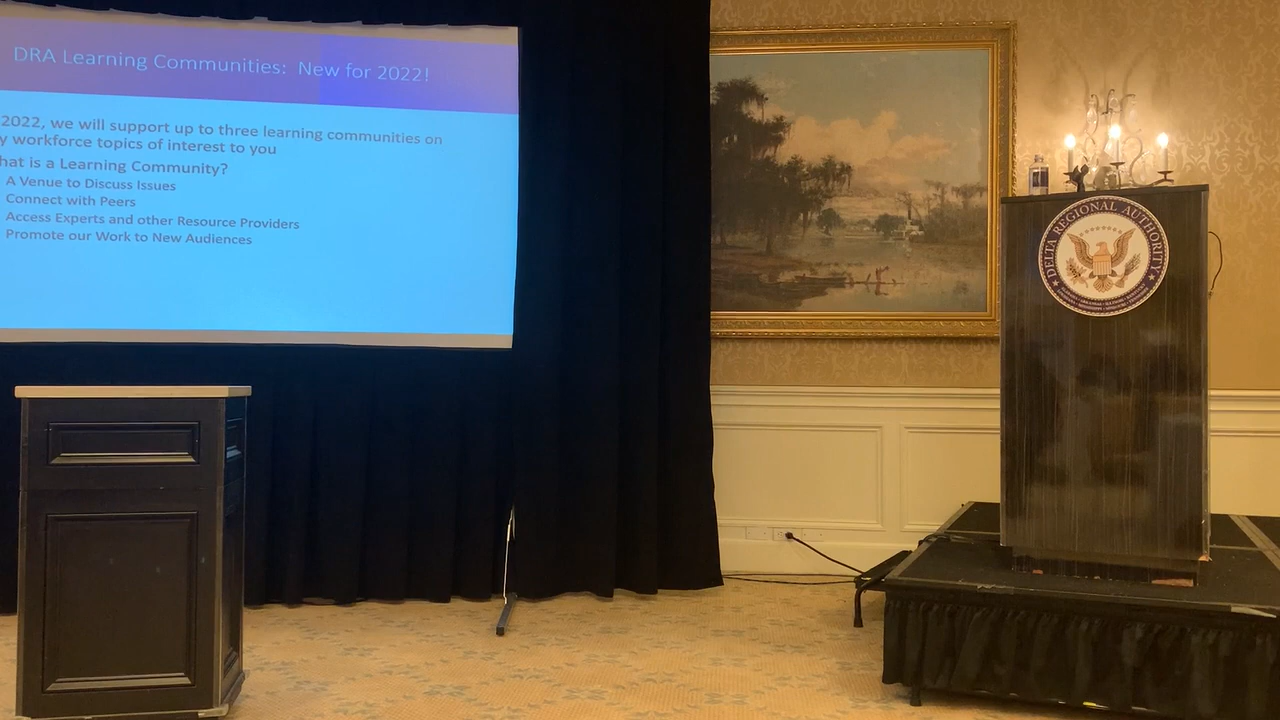 DRA Learning Communities: New for 2022!
2022, we will support up to three learning communities on
workforce topics of interest to you
What is a Learning Community?
A Venue to Discuss Issues
Connect with Peers
Access Experts and other Resource Providers
Promote our Work to New Audiences
DELTA REGIONAL AUTHORITY